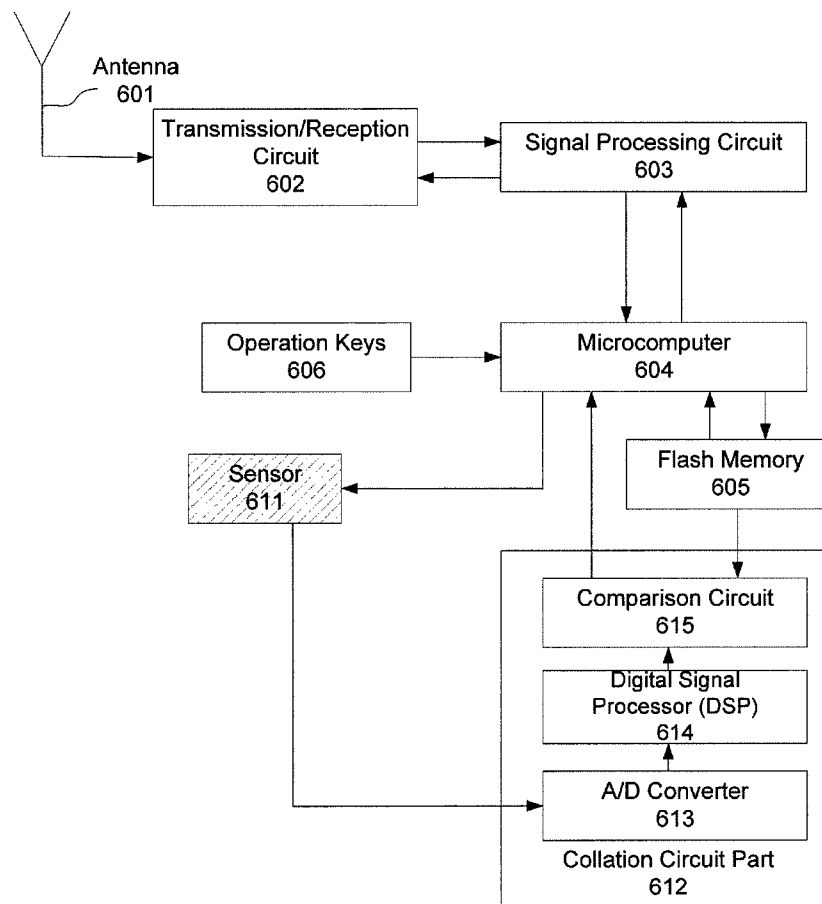 Antenna
601
Transmission/Reception
Circuit
602
Signal Processing Circuit
603
Operation Keys
606
Microcomputer
604
Sensor
611
Flash Memory
605
Comparison Circuit
615
Digital Signal
Processor (DSP)
614
A/D Converter
613
Collation Circuit Part
612